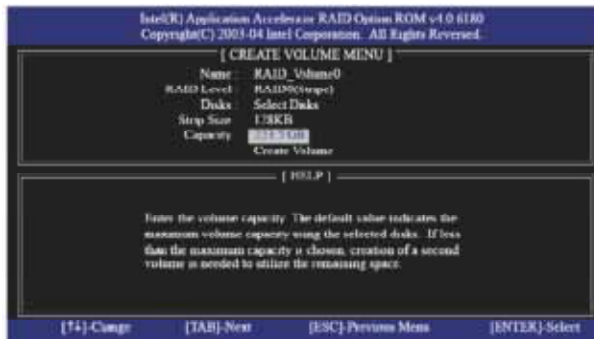 Intel(R) Application Accelerator RAID Option ROM v4.0.6180
Copyright(C) 2003-04 Intel Corporation. All Rights Reversed.
[ CREATE VOLUME MENU ]
Name : RAID_Volume0
RAID Level : RAID0(Stripe)
Disks : Select Disks
Strip Size : 128KB
Capacity :
Create Volume
[ HELP ]
Enter the volume capacity. The default value indicates the
maximum volume capacity using the selected disks. If less
than the maximum capacity is chosen, creation of a second
volume is needed to utilize the remaining space.
[↑↓]-Change [TAB]-Next [ESC]-Previous Menu [ENTER]-Select